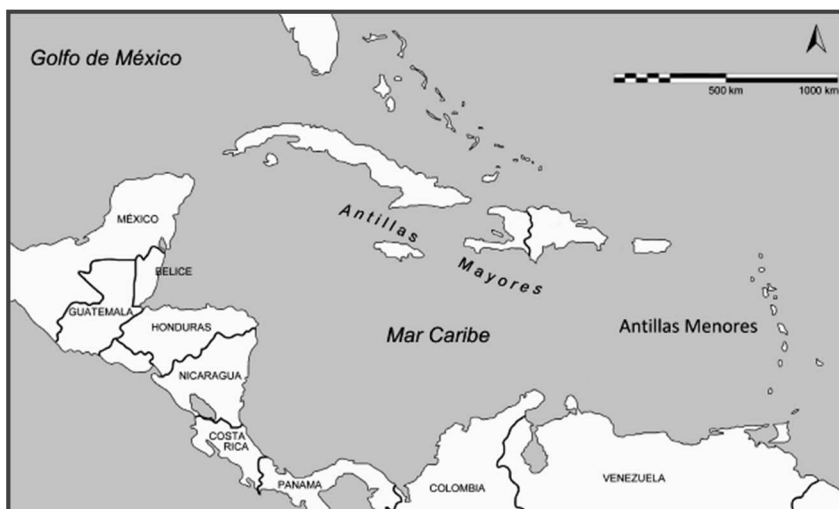 Golfo de México
500 km 1000 km
MÉXICO
Antillas
Mayores
BELICE
GUATEMALA
HONDURAS
Mar Caribe
Antillas Menores
NICARAGUA
COSTA
RICA
PANAMA
COLOMBIA
VENEZUELA